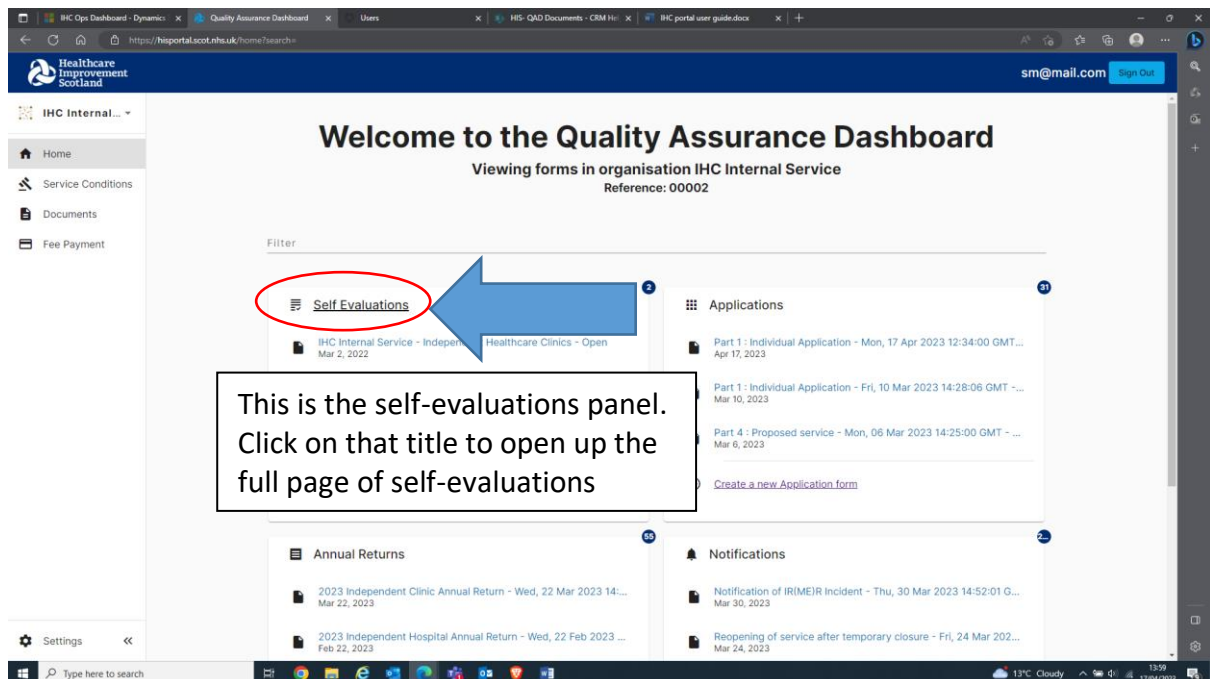 IHC Ops Dashboard - Dynamics
Quality Assurance Dashboard
Users
HIS- QAD Documents - CRM He
IHC portal user guide.docx
https://hisportal.scot.nhs.uk/home?search=
Healthcare
Improvement
Scotland
sm@mail.com
Sign Out
IHC Internal...
Home
Service Conditions
Documents
Fee Payment
Settings
Welcome to the Quality Assurance Dashboard
Viewing forms in organisation IHC Internal Service
Reference: 00002
Filter
Self Evaluations
2
IHC Internal Service - Healthcare Clinics - Open
Mar 2, 2022
This is the self-evaluations panel.
Click on that title to open up the
full page of self-evaluations
Applications
31
Part 1 : Individual Application - Mon, 17 Apr 2023 12:34:00 GMT...
Apr 17, 2023
Part 1 : Individual Application - Fri, 10 Mar 2023 14:28:06 GMT -...
Mar 10, 2023
Part 4 : Proposed service - Mon, 06 Mar 2023 14:25:00 GMT - ...
Mar 6, 2023
Create a new Application form
Annual Returns
55
2023 Independent Clinic Annual Return - Wed, 22 Mar 2023 14:...
Mar 22, 2023
2023 Independent Hospital Annual Return - Wed, 22 Feb 2023 ...
Feb 22, 2023
Notifications
2...
Notification of IR(ME)R Incident - Thu, 30 Mar 2023 14:52:01 G...
Mar 30, 2023
Reopening of service after temporary closure - Fri, 24 Mar 202...
Mar 24, 2023
Type here to search
13°C Cloudy
13:59
17/04/2023